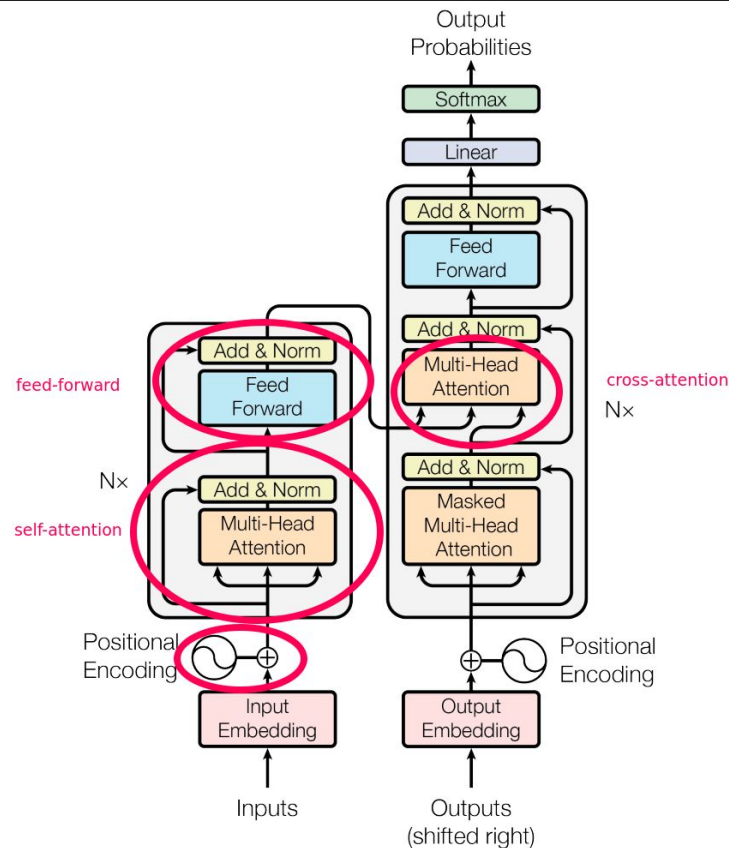 Output
Probabilities
Softmax
Linear
Add & Norm
Feed
Forward
Add & Norm
Multi-Head
Attention
cross-attention
N×
Add & Norm
Masked
Multi-Head
Attention
Add & Norm
feed-forward
Feed
Forward
N×
Add & Norm
self-attention
Multi-Head
Attention
Positional
Encoding
Positional
Encoding
Input
Embedding
Output
Embedding
Inputs
Outputs
(shifted right)